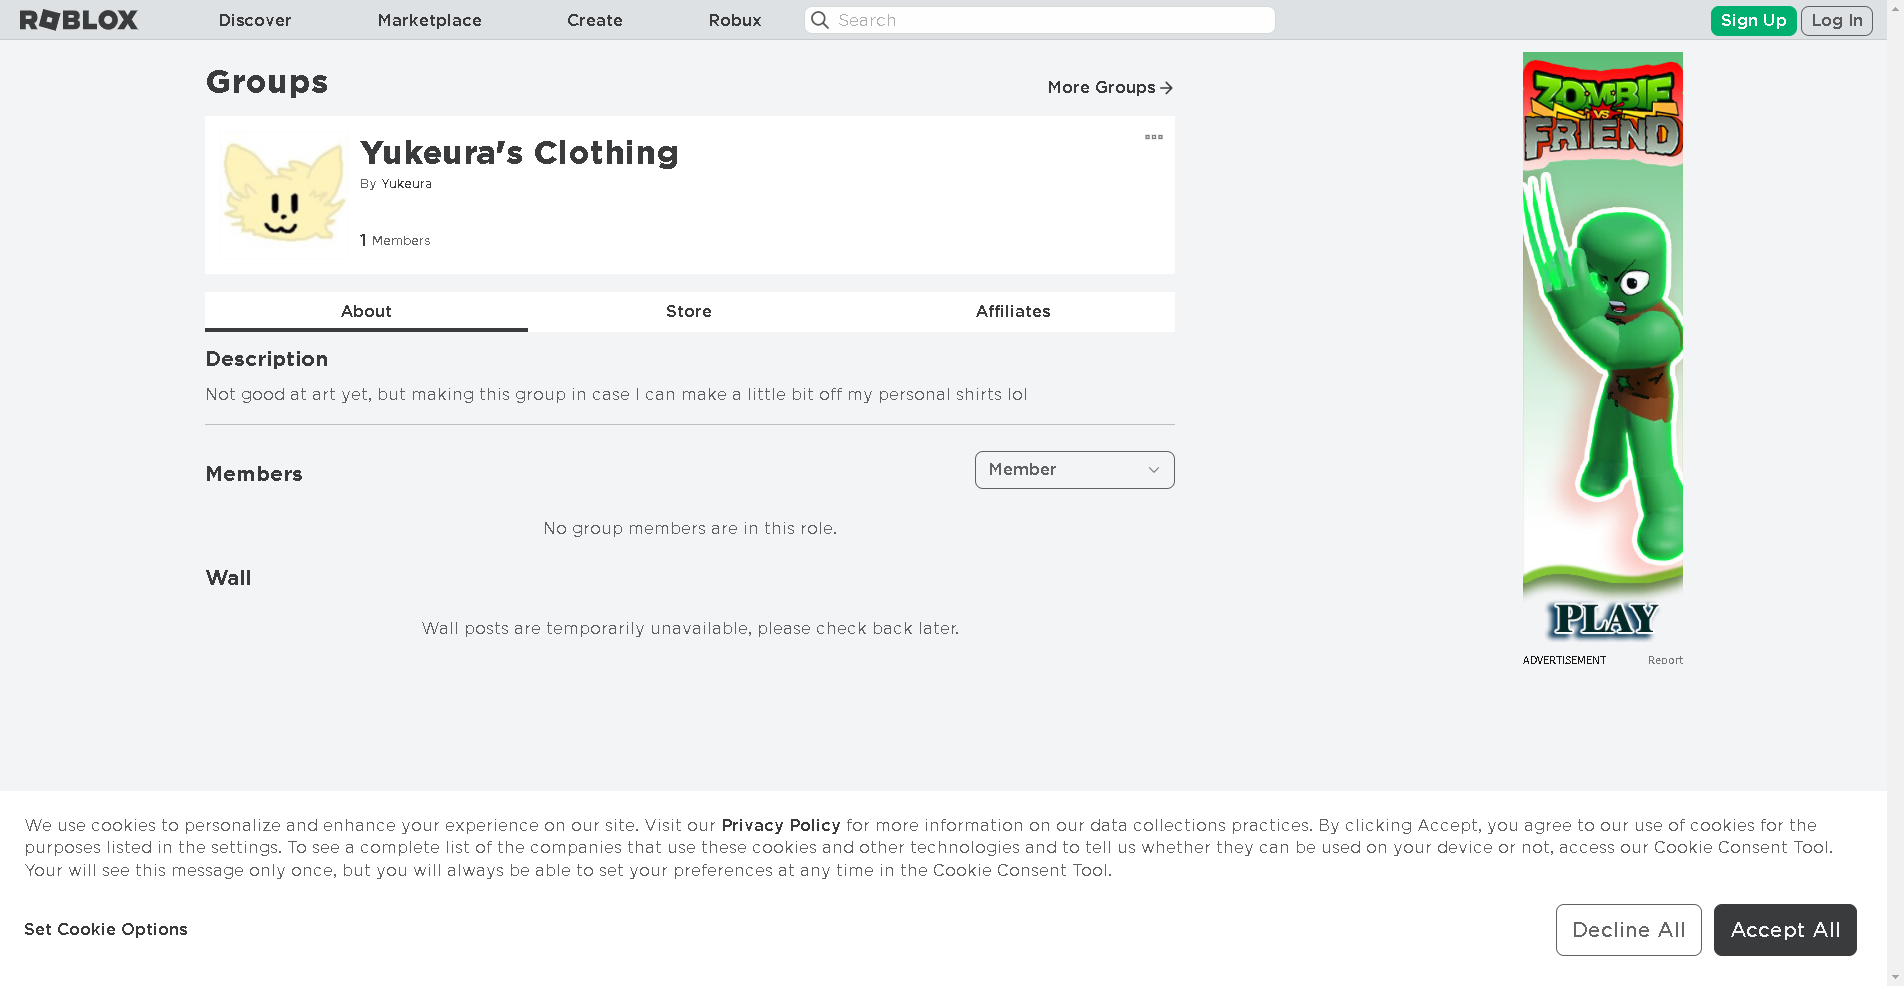 ROBLOX
Discover
Marketplace
Create
Robux
Search
Sign Up
Log In
Groups
More Groups
Yukeura's Clothing
By Yukeura
1 Members
About
Store
Affiliates
Description
Not good at art yet, but making this group in case I can make a little bit off my personal shirts lol
Members
Member
No group members are in this role.
Wall
Wall posts are temporarily unavailable, please check back later.
ZOMBIE
VS
FRIEND
PLAY
ADVERTISEMENT
Report
We use cookies to personalize and enhance your experience on our site. Visit our Privacy Policy for more information on our data collections practices. By clicking Accept, you agree to our use of cookies for the
purposes listed in the settings. To see a complete list of the companies that use these cookies and other technologies and to tell us whether they can be used on your device or not, access our Cookie Consent Tool.
Your will see this message only once, but you will always be able to set your preferences at any time in the Cookie Consent Tool.
Set Cookie Options
Decline All
Accept All